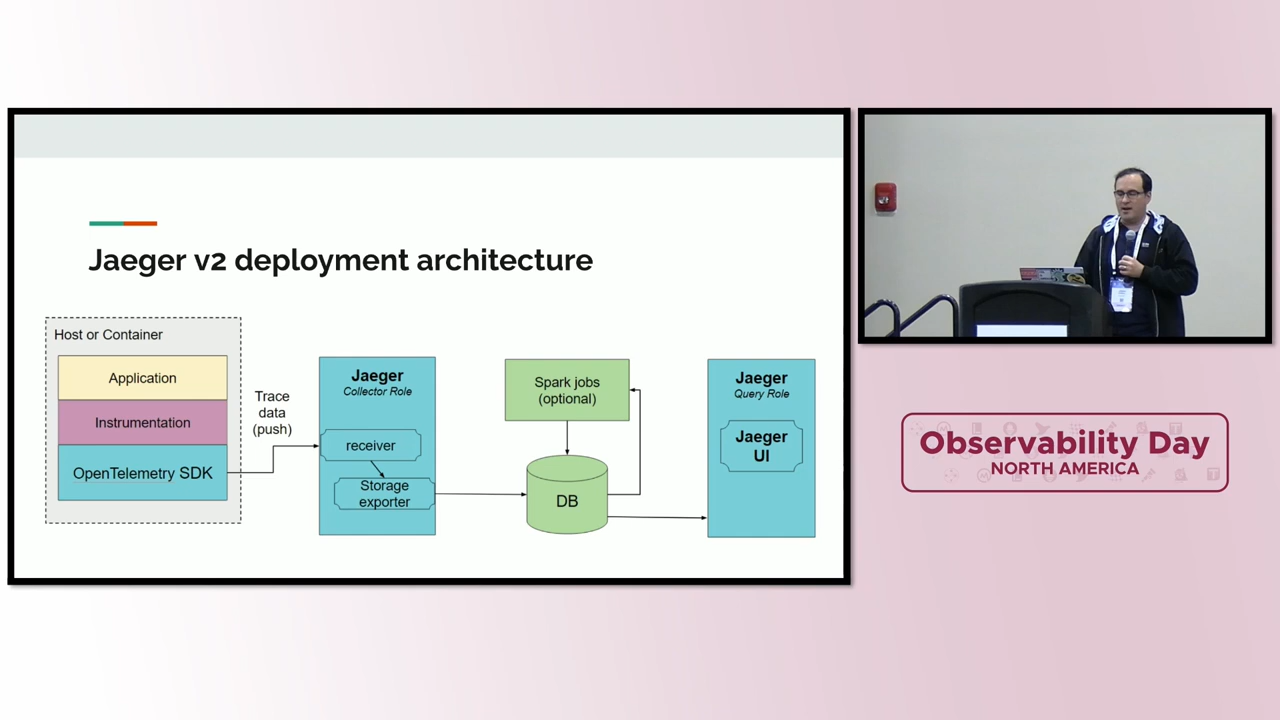 Jaeger v2 deployment architecture
Host or Container
Application
Instrumentation
OpenTelemetry SDK
Trace
data
(push)
Jaeger
Collector Role
receiver
Storage
exporter
Spark jobs
(optional)
DB
Jaeger
Query Role
Jaeger
UI
Observability Day
NORTH AMERICA